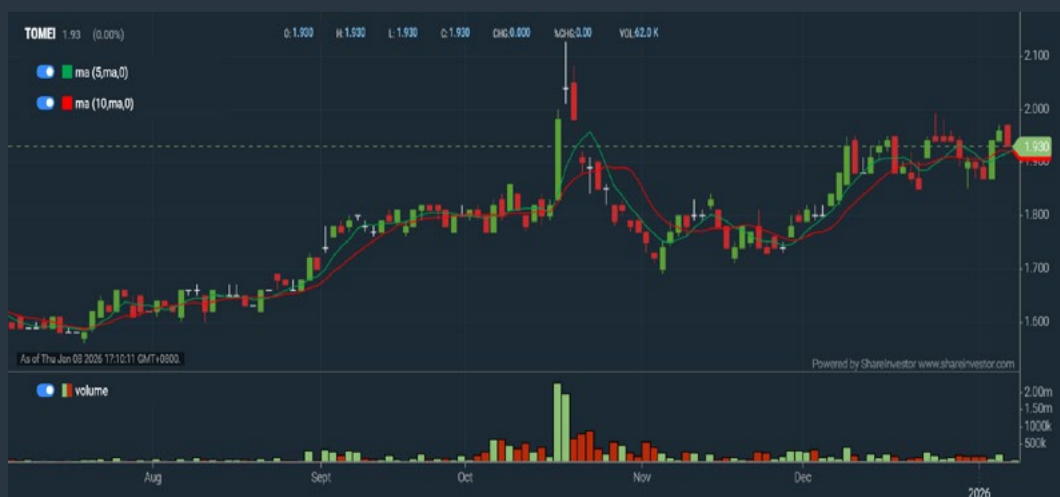 TOMEI 1.93 (0.00%) O: 1.930 H: 1.930 L: 1.930 C: 1.930 CHG:0.000 %CHG:0.00 VOL:62.0 K
ma (5,ma,0)
ma (10,ma,0)
2.100
2.000
1.930
1.900
1.800
1.700
1.600
As of Thu Jan 08 2026 17:10:11 GMT+0800.
Powered by ShareInvestor www.shareinvestor.com
volume
2.00m
1.50m
1000k
500k
Aug Sept Oct Nov Dec 2026